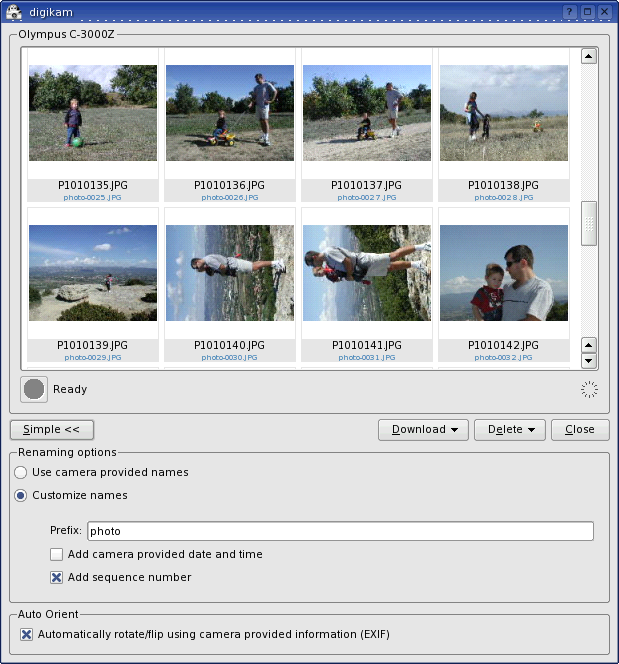 digikam
Olympus C-3000Z
P1010135.JPG P1010136.JPG P1010137.JPG P1010138.JPG
photo-0025.JPG photo-0026.JPG photo-0027.JPG photo-0028.JPG
P1010139.JPG P1010140.JPG P1010141.JPG P1010142.JPG
photo-0029.JPG photo-0030.JPG photo-0031.JPG photo-0032.JPG
Ready
Simple << Download Delete Close
Renaming options
Use camera provided names
Customize names
Prefix: photo
Add camera provided date and time
Add sequence number
Auto Orient
Automatically rotate/flip using camera provided information (EXIF)